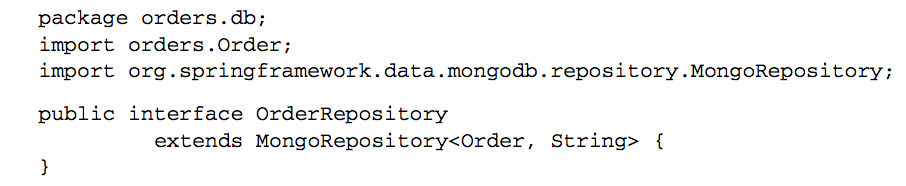 package orders.db;
import orders.Order;
import org.springframework.data.mongodb.repository.MongoRepository;
public interface OrderRepository
extends MongoRepository<Order, String> {
}